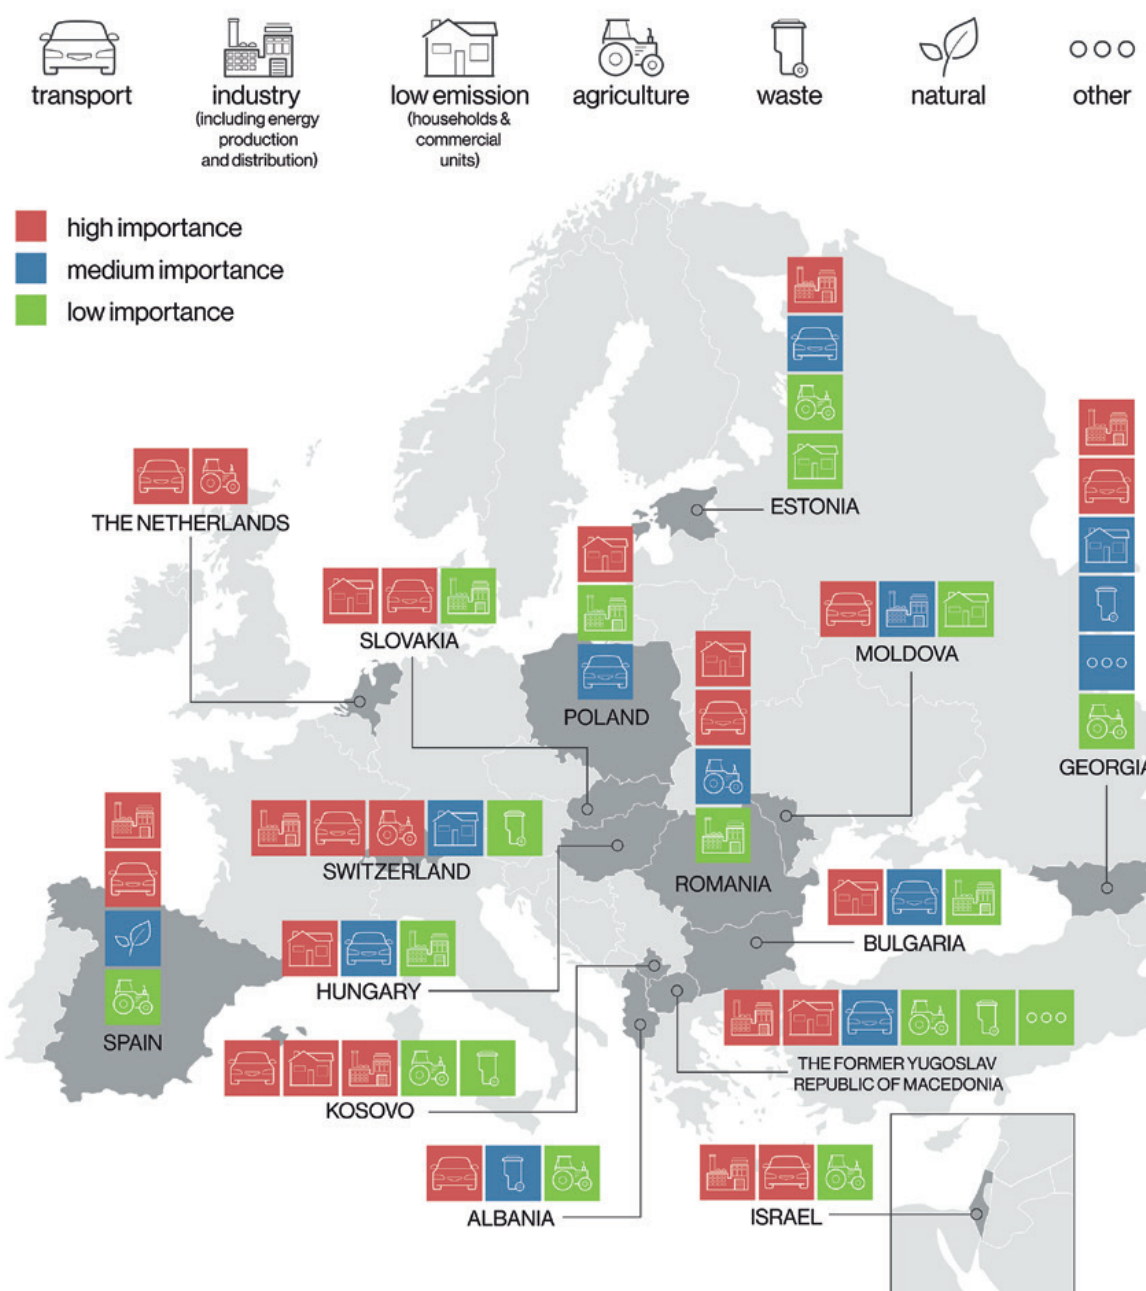 transport
industry
(including energy
production
and distribution)
low emission
(households &
commercial
units)
agriculture
waste
natural
other
high importance
medium importance
low importance
THE NETHERLANDS
ESTONIA
SLOVAKIA
MOLDOVA
POLAND
GEORGIA
SWITZERLAND
ROMANIA
BULGARIA
HUNGARY
SPAIN
THE FORMER YUGOSLAV
REPUBLIC OF MACEDONIA
KOSOVO
ALBANIA
ISRAEL